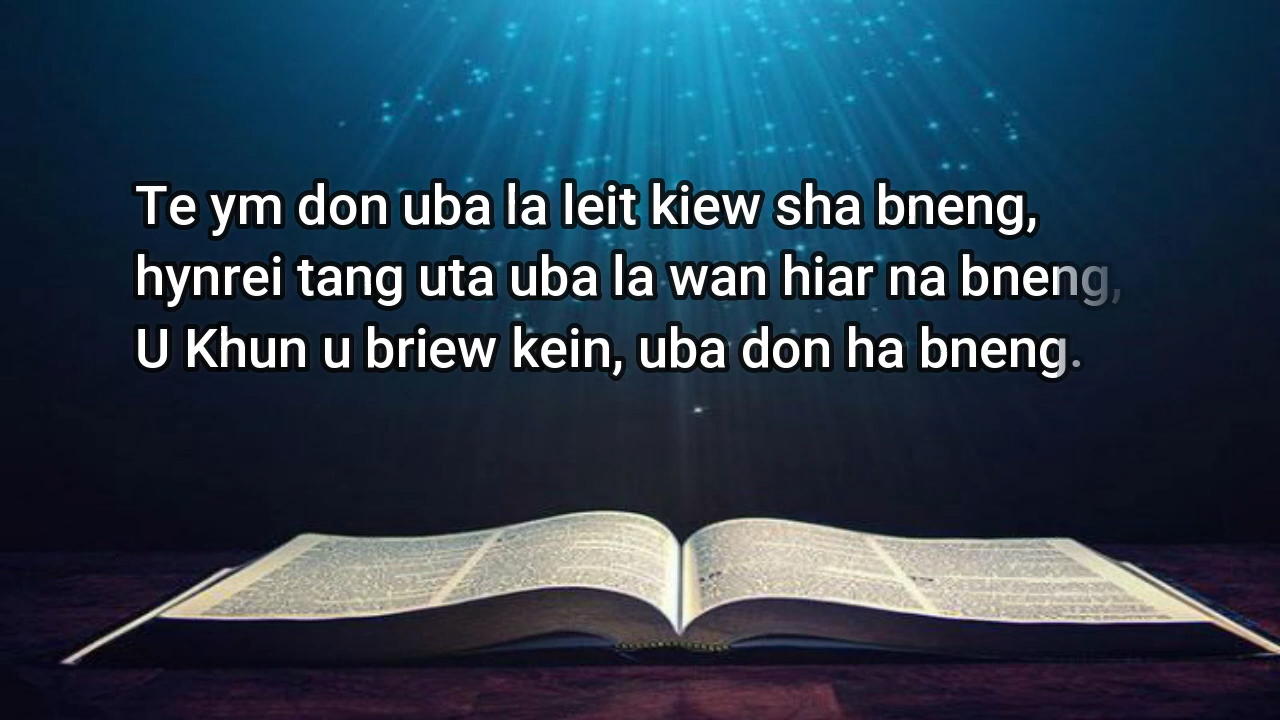 Te ym don uba la leit kiew sha bneng,
hynrei tang uta uba la wan hiar na bneng,
U Khun u briew kein, uba don ha bneng.